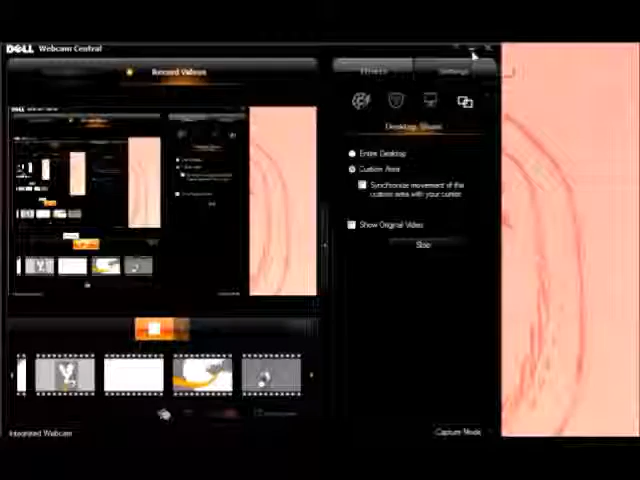 DELL Webcam Central
Record Videos
Effects
Settings
Desktop Share
Entire Desktop
Custom Area
Synchronize movement of the
custom area with your cursor
Show Original Video
Stop
Integrated Webcam
Capture Mode